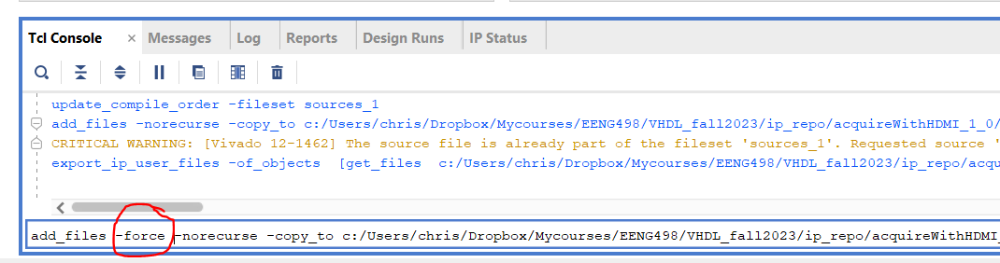 Tcl Console × Messages Log Reports Design Runs IP Status
update_compile_order -fileset sources_1
add_files -norecurse -copy_to c:/Users/chris/Dropbox/Mycourses/EENG498/VHDL_fall2023/ip_repo/acquireWithHDMI_1_0/
CRITICAL WARNING: [Vivado 12-1462] The source file is already part of the fileset 'sources_1'. Requested source '
export_ip_user_files -of_objects  [get_files  c:/Users/chris/Dropbox/Mycourses/EENG498/VHDL_fall2023/ip_repo/acqu
add_files -force -norecurse -copy_to c:/Users/chris/Dropbox/Mycourses/EENG498/VHDL_fall2023/ip_repo/acquireWithHDMI_